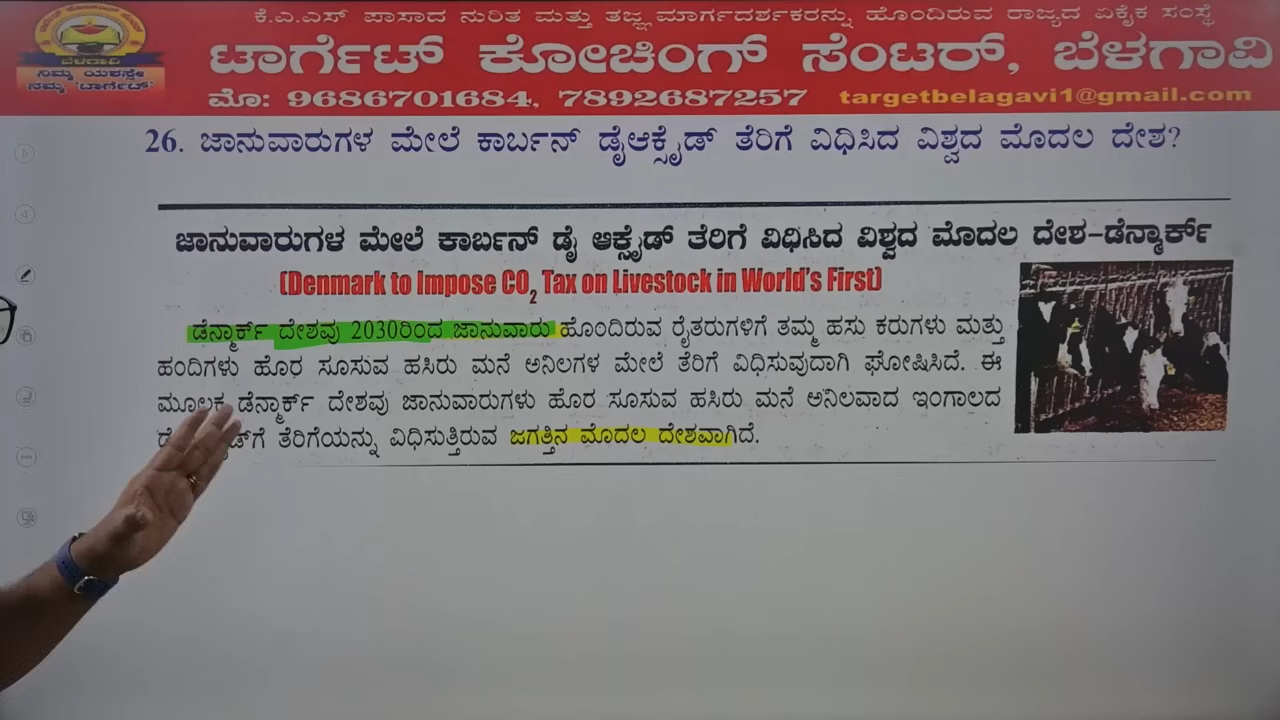 ಕೆ.ಎ.ಎಸ್ ಪಾಸಾದ ನುರಿತ ಮತ್ತು ತಜ್ಞ ಮಾರ್ಗದರ್ಶಕರನ್ನು ಹೊಂದಿರುವ ರಾಜ್ಯದ ಏಕೈಕ ಸಂಸ್ಥೆ
ಟಾರ್ಗೆಟ್ ಕೋಚಿಂಗ್ ಸೆಂಟರ್, ಬೆಳಗಾವಿ
ಬೆಳಗಾವಿ
ನಿಮ್ಮ ಯಶಸ್ಸೇ
ನಮ್ಮ 'ಟಾರ್ಗೆಟ್'
ಮೊ: 9686701684, 7892687257 targetbelagavi1@gmail.com
26. ಜಾನುವಾರುಗಳ ಮೇಲೆ ಕಾರ್ಬನ್ ಡೈಆಕ್ಸೈಡ್ ತೆರಿಗೆ ವಿಧಿಸಿದ ವಿಶ್ವದ ಮೊದಲ ದೇಶ?
ಜಾನುವಾರುಗಳ ಮೇಲೆ ಕಾರ್ಬನ್ ಡೈ ಆಕ್ಸೈಡ್ ತೆರಿಗೆ ವಿಧಿಸಿದ ವಿಶ್ವದ ಮೊದಲ ದೇಶ–ಡೆನ್ಮಾರ್ಕ್
(Denmark to Impose CO₂ Tax on Livestock in World's First)
ಡೆನ್ಮಾರ್ಕ್ ದೇಶವು 2030ರಿಂದ ಜಾನುವಾರು ಹೊಂದಿರುವ ರೈತರುಗಳಿಗೆ ತಮ್ಮ ಹಸು ಕರುಗಳು ಮತ್ತು
ಹಂದಿಗಳು ಹೊರ ಸೂಸುವ ಹಸಿರು ಮನೆ ಅನಿಲಗಳ ಮೇಲೆ ತೆರಿಗೆ ವಿಧಿಸುವುದಾಗಿ ಘೋಷಿಸಿದೆ. ಈ
ಮೂಲಕ ಡೆನ್ಮಾರ್ಕ್ ದೇಶವು ಜಾನುವಾರುಗಳು ಹೊರ ಸೂಸುವ ಹಸಿರು ಮನೆ ಅನಿಲವಾದ ಇಂಗಾಲದ
ತೆರಿಗೆಯನ್ನು ವಿಧಿಸುತ್ತಿರುವ ಜಗತ್ತಿನ ಮೊದಲ ದೇಶವಾಗಿದೆ.